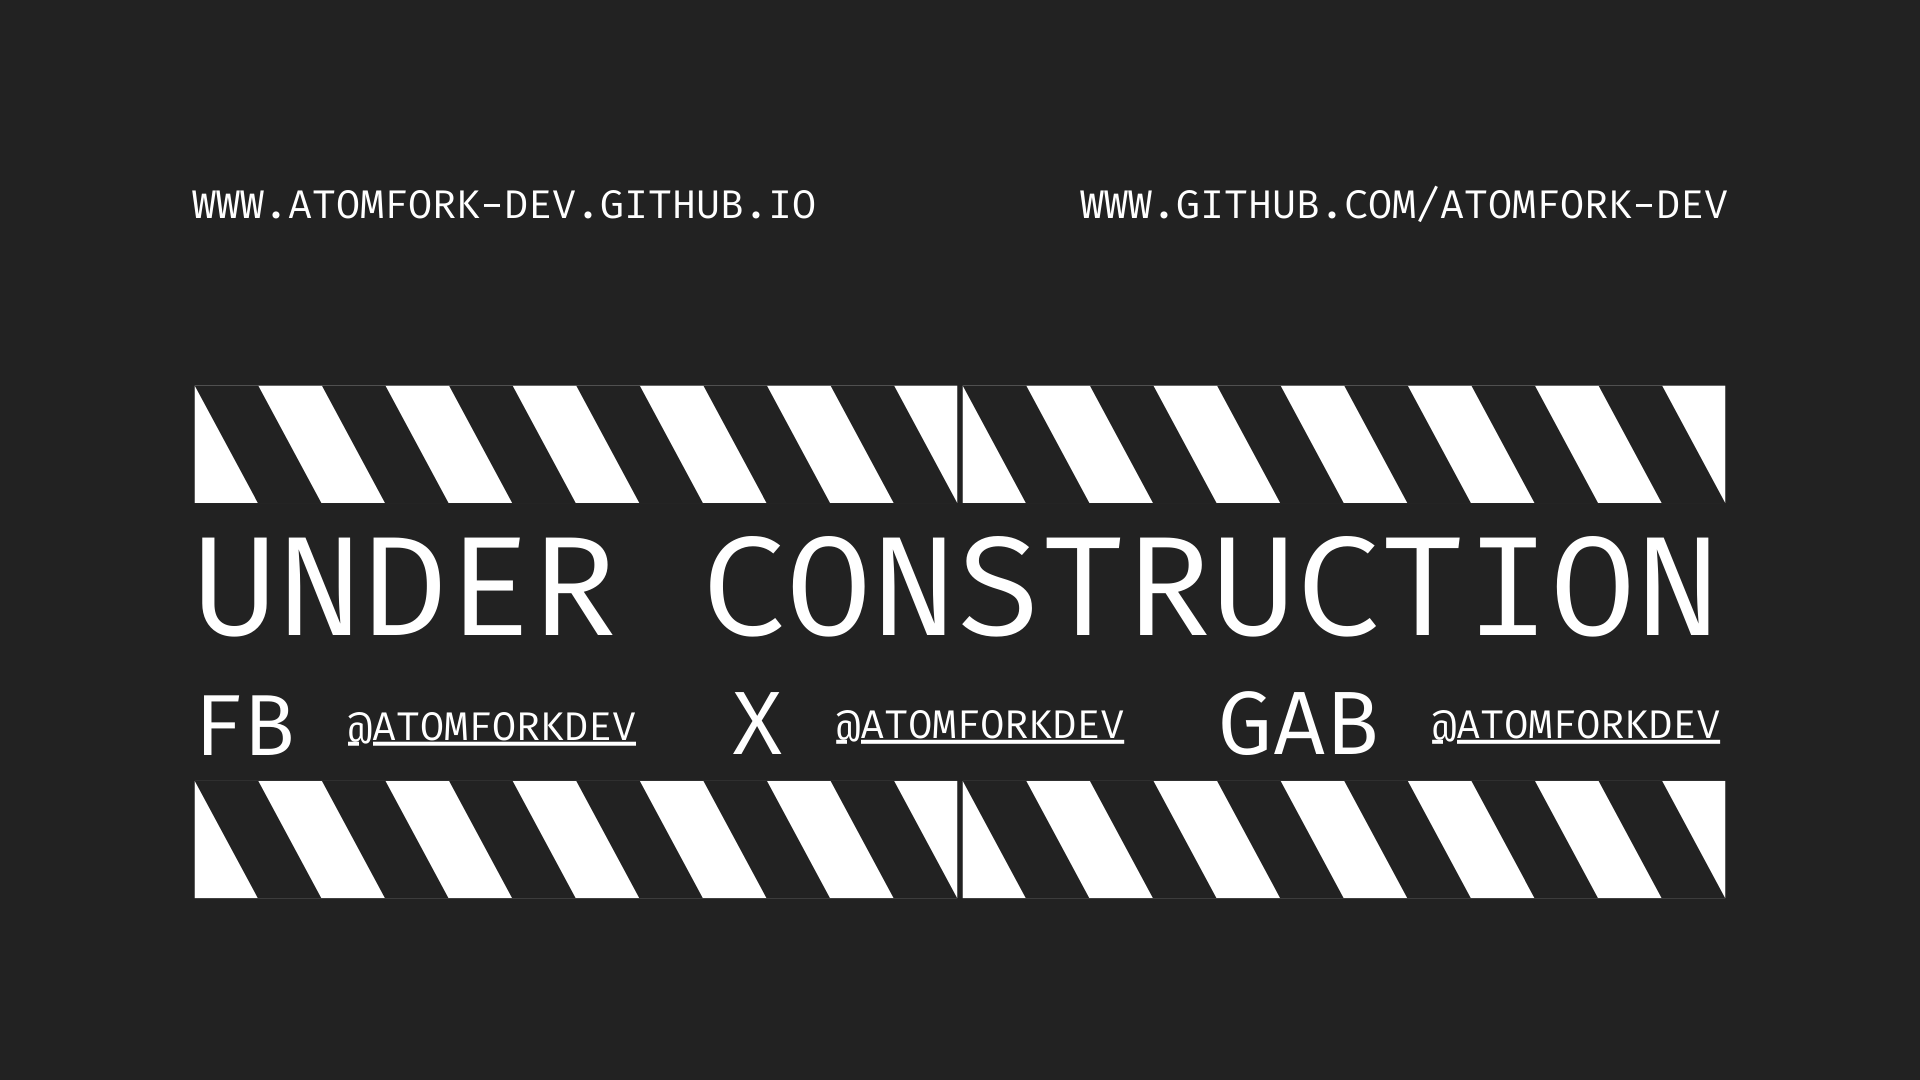 WWW.ATOMFORK-DEV.GITHUB.IO WWW.GITHUB.COM/ATOMFORK-DEV
UNDER CONSTRUCTION
FB @ATOMFORKDEV X @ATOMFORKDEV GAB @ATOMFORKDEV